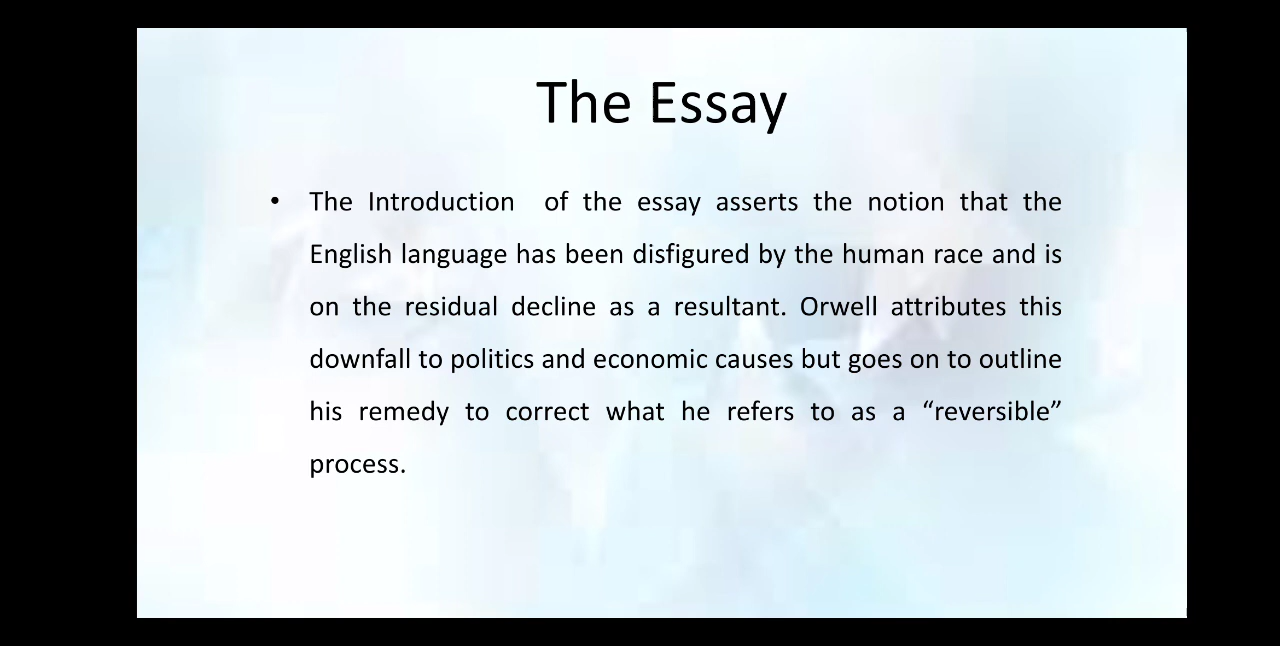 The Essay
• The Introduction of the essay asserts the notion that the
English language has been disfigured by the human race and is
on the residual decline as a resultant. Orwell attributes this
downfall to politics and economic causes but goes on to outline
his remedy to correct what he refers to as a “reversible”
process.